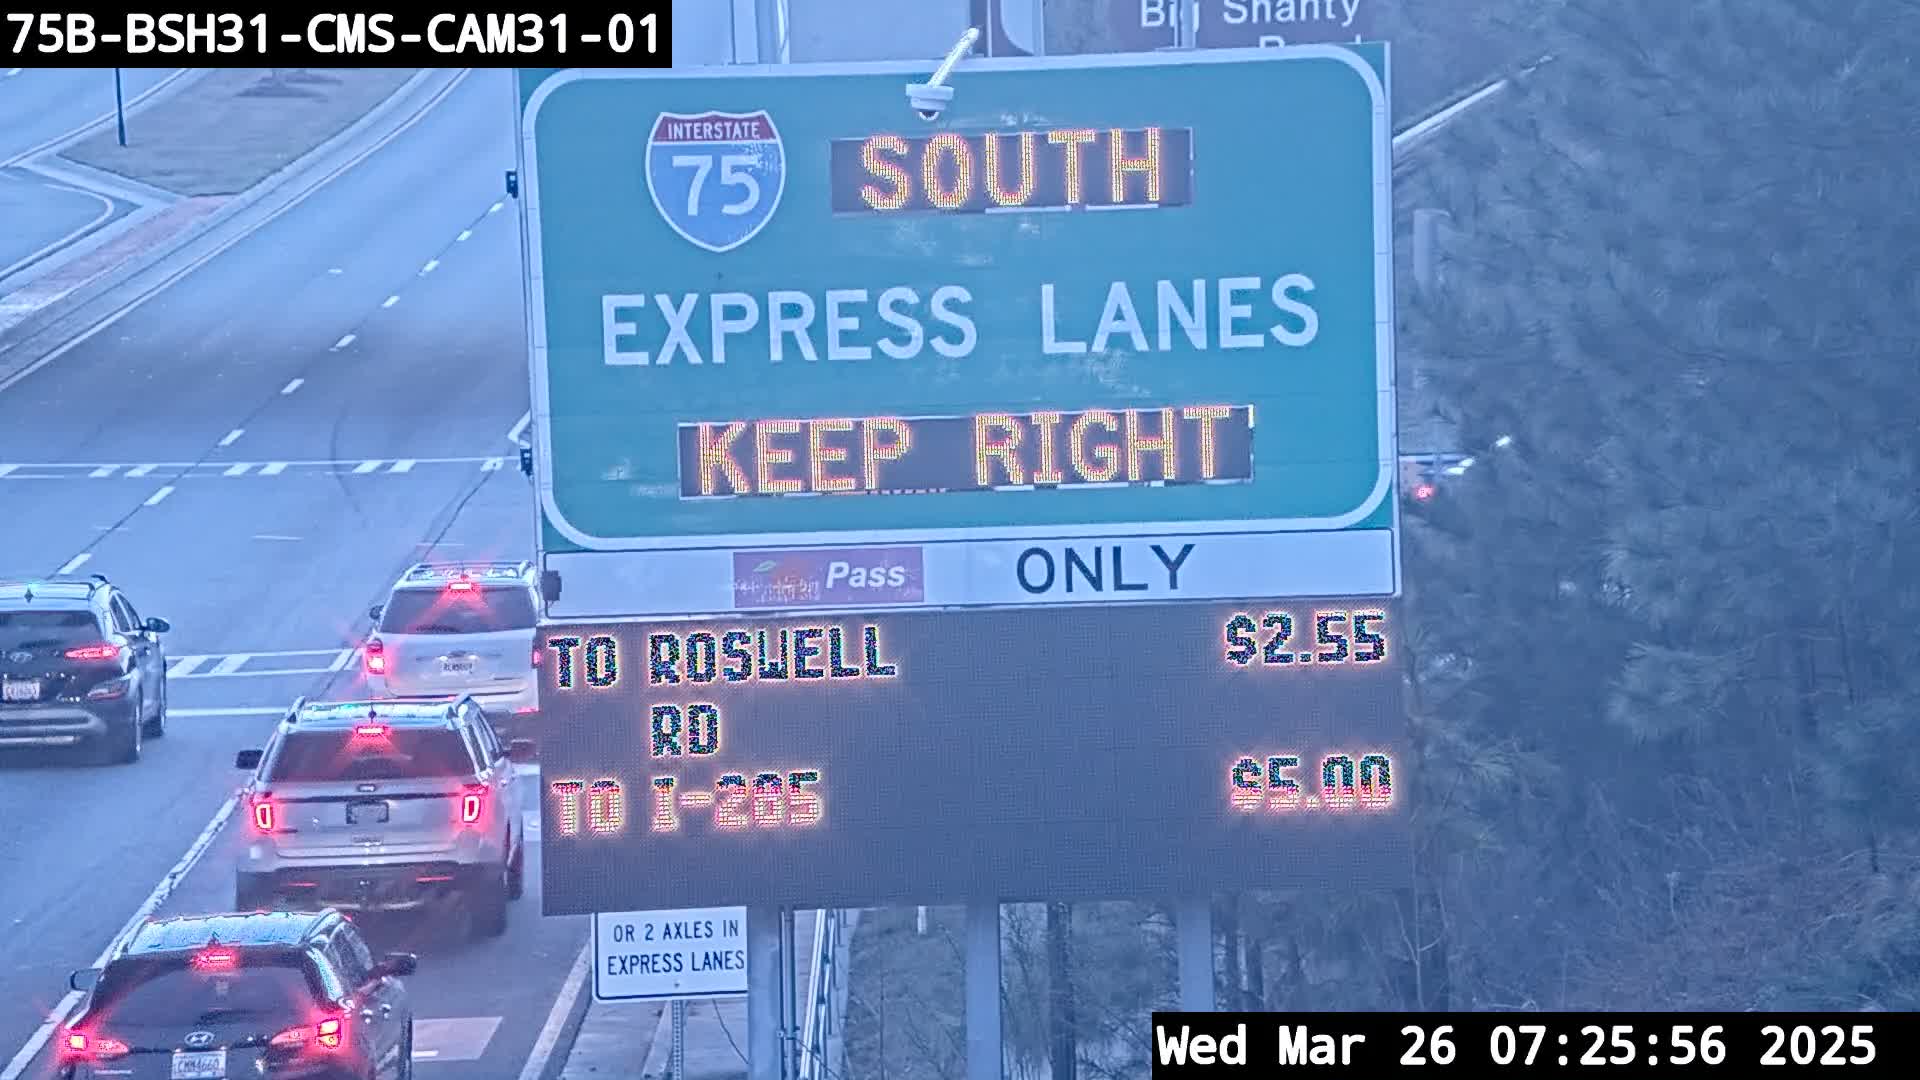 75B-BSH31-CMS-CAM31-01
Big Shanty
INTERSTATE
75
SOUTH
EXPRESS LANES
KEEP RIGHT
Pass ONLY
TO ROSWELL $2.55
RD
TO I-285 $5.00
OR 2 AXLES IN
EXPRESS LANES
Wed Mar 26 07:25:56 2025